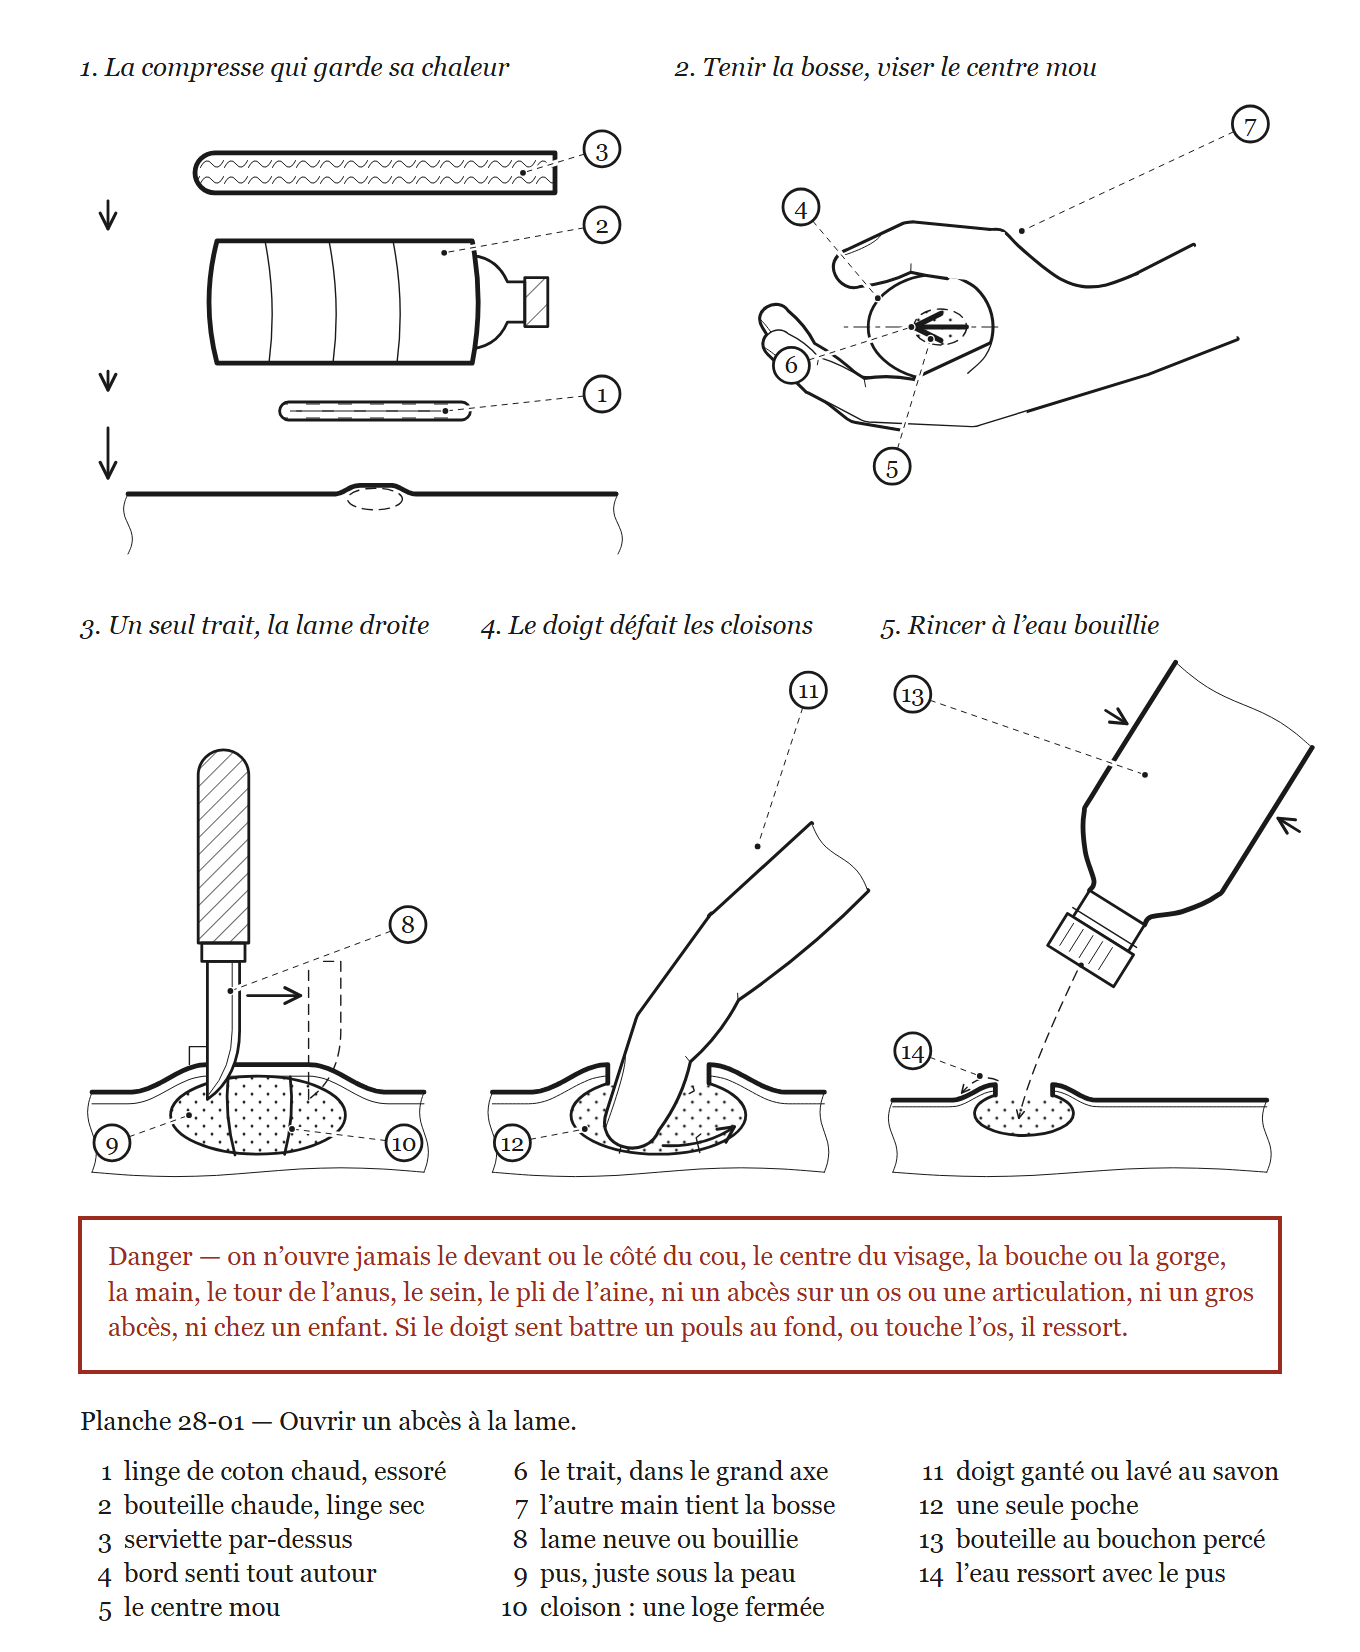 1. La compresse qui garde sa chaleur
2. Tenir la bosse, viser le centre mou
3
2
1
7
4
6
5
3. Un seul trait, la lame droite
4. Le doigt défait les cloisons
5. Rincer à l’eau bouillie
11
13
8
14
9
10
12
Danger — on n’ouvre jamais le devant ou le côté du cou, le centre du visage, la bouche ou la gorge,
la main, le tour de l’anus, le sein, le pli de l’aine, ni un abcès sur un os ou une articulation, ni un gros
abcès, ni chez un enfant. Si le doigt sent battre un pouls au fond, ou touche l’os, il ressort.
Planche 28-01 — Ouvrir un abcès à la lame.
1 linge de coton chaud, essoré
2 bouteille chaude, linge sec
3 serviette par-dessus
4 bord senti tout autour
5 le centre mou
6 le trait, dans le grand axe
7 l’autre main tient la bosse
8 lame neuve ou bouillie
9 pus, juste sous la peau
10 cloison : une loge fermée
11 doigt ganté ou lavé au savon
12 une seule poche
13 bouteille au bouchon percé
14 l’eau ressort avec le pus